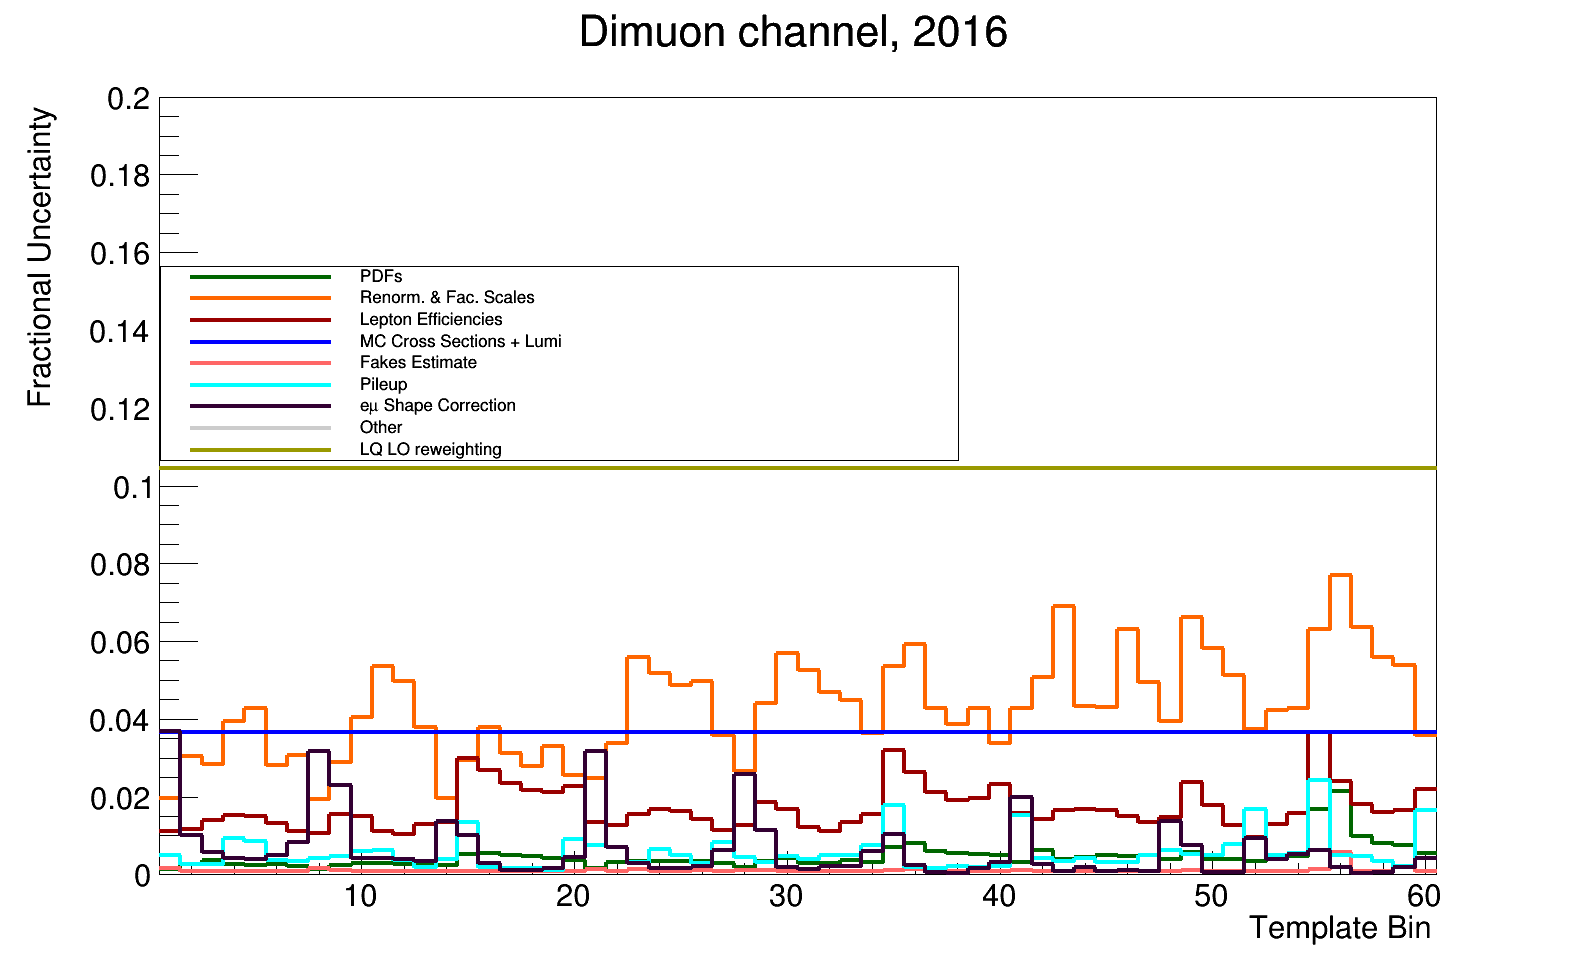 Dimuon channel, 2016
Fractional Uncertainty
0.2
0.18
0.16
0.14
0.12
0.1
0.08
0.06
0.04
0.02
0
PDFs
Renorm. & Fac. Scales
Lepton Efficiencies
MC Cross Sections + Lumi
Fakes Estimate
Pileup
eμ Shape Correction
Other
LQ LO reweighting
10 20 30 40 50 60
Template Bin